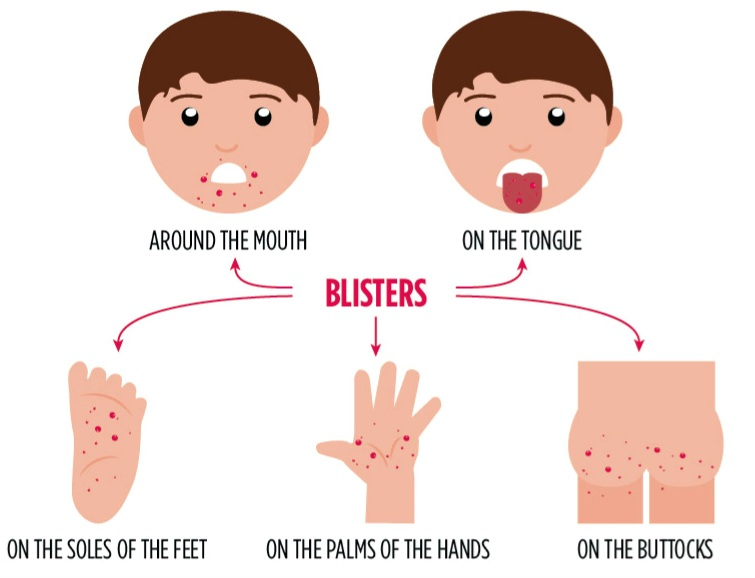 AROUND THE MOUTH
ON THE TONGUE
BLISTERS
ON THE SOLES OF THE FEET
ON THE PALMS OF THE HANDS
ON THE BUTTOCKS